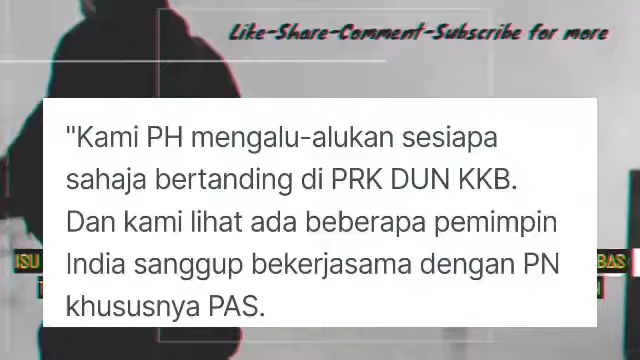 Like-Share-Comment-Subscribe for more
"Kami PH mengalu-alukan sesiapa
sahaja bertanding di PRK DUN KKB.
Dan kami lihat ada beberapa pemimpin
India sanggup bekerjasama dengan PN
khususnya PAS.
ISU